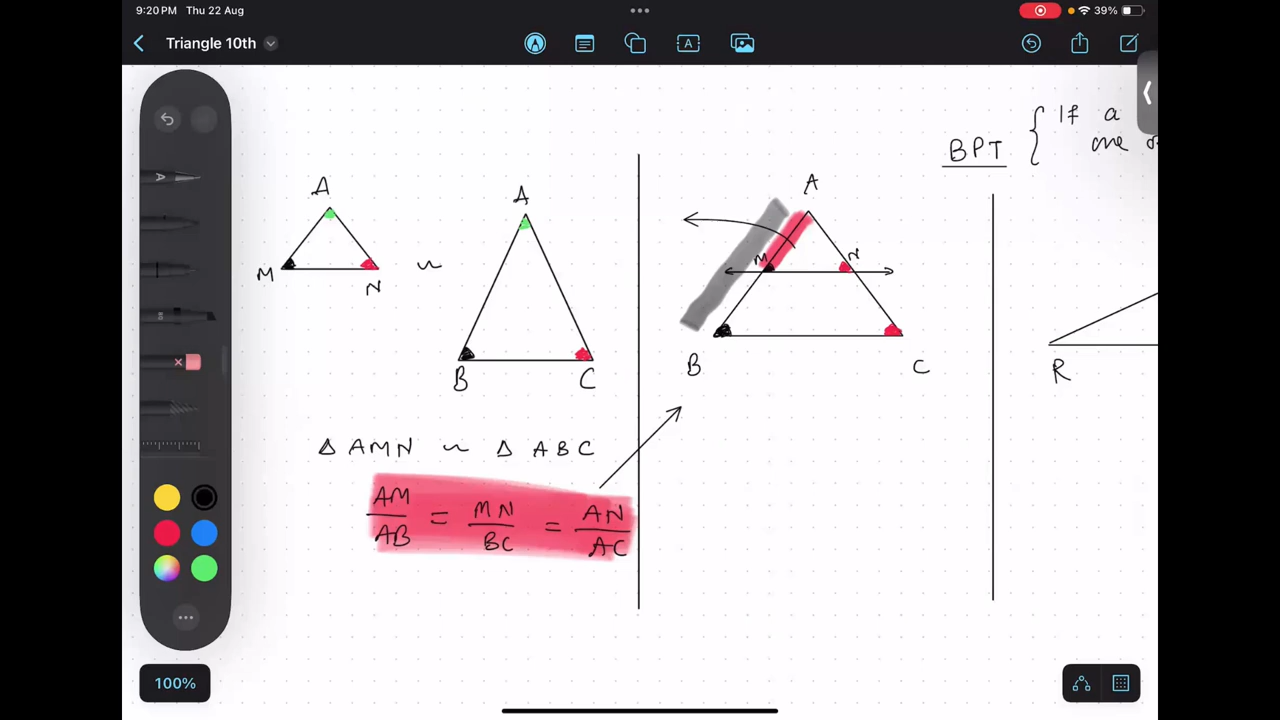 9:20 PM Thu 22 Aug
39%
Triangle 10th
A
BPT { If a
one o
A
M
N
~
A
B
C
A
M
N
B
C
R
Δ AMN ~ Δ ABC
AM/AB = MN/BC = AN/AC
100%